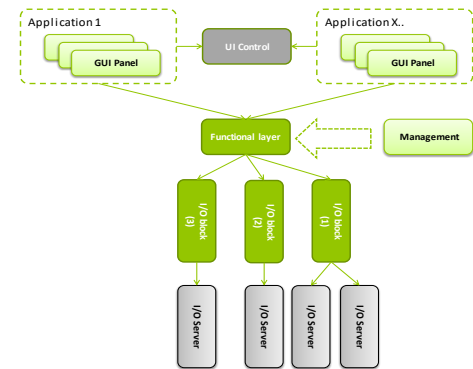 Application 1
Application X..
UI Control
GUI Panel
GUI Panel
Functional layer
Management
I/O block
(3)
I/O block
(2)
I/O block
(1)
I/O Server
I/O Server
I/O Server
I/O Server